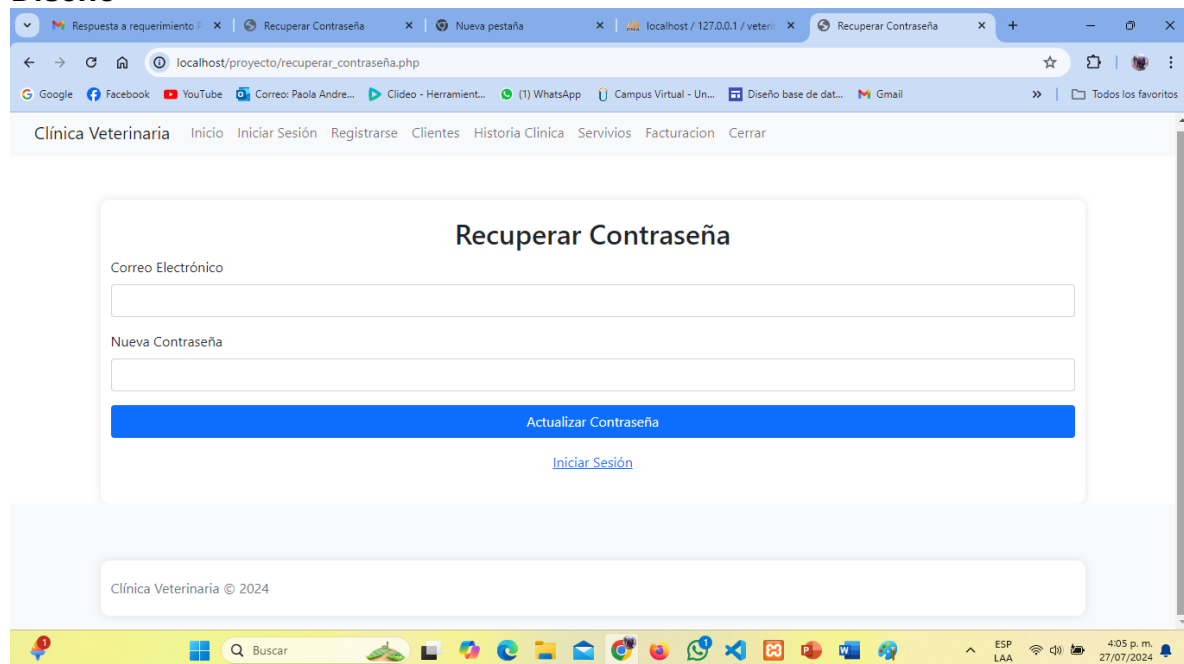 Diseño
Respuesta a requerimiento P
Recuperar Contraseña
Nueva pestaña
localhost / 127.0.0.1 / veterin
Recuperar Contraseña
localhost/proyecto/recuperar_contraseña.php
Google Facebook YouTube Correo: Paola Andre... Clideo - Herramient... (1) WhatsApp Campus Virtual - Un... Diseño base de dat... Gmail » Todos los favoritos
Clínica Veterinaria Inicio Iniciar Sesión Registrarse Clientes Historia Clinica Servivios Facturacion Cerrar
Recuperar Contraseña
Correo Electrónico
Nueva Contraseña
Actualizar Contraseña
Iniciar Sesión
Clínica Veterinaria © 2024
Buscar
ESP
LAA
4:05 p. m.
27/07/2024